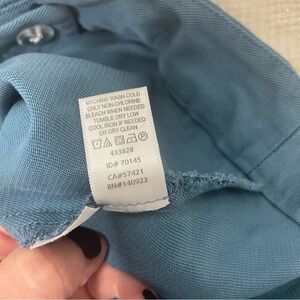 MACHINE WASH COLD
ONLY NON-CHLORINE
BLEACH WHEN NEEDED
TUMBLE DRY LOW
COOL IRON IF NEEDED
OR DRY CLEAN
433828
ID# 70145
CA#57421
RN#140923